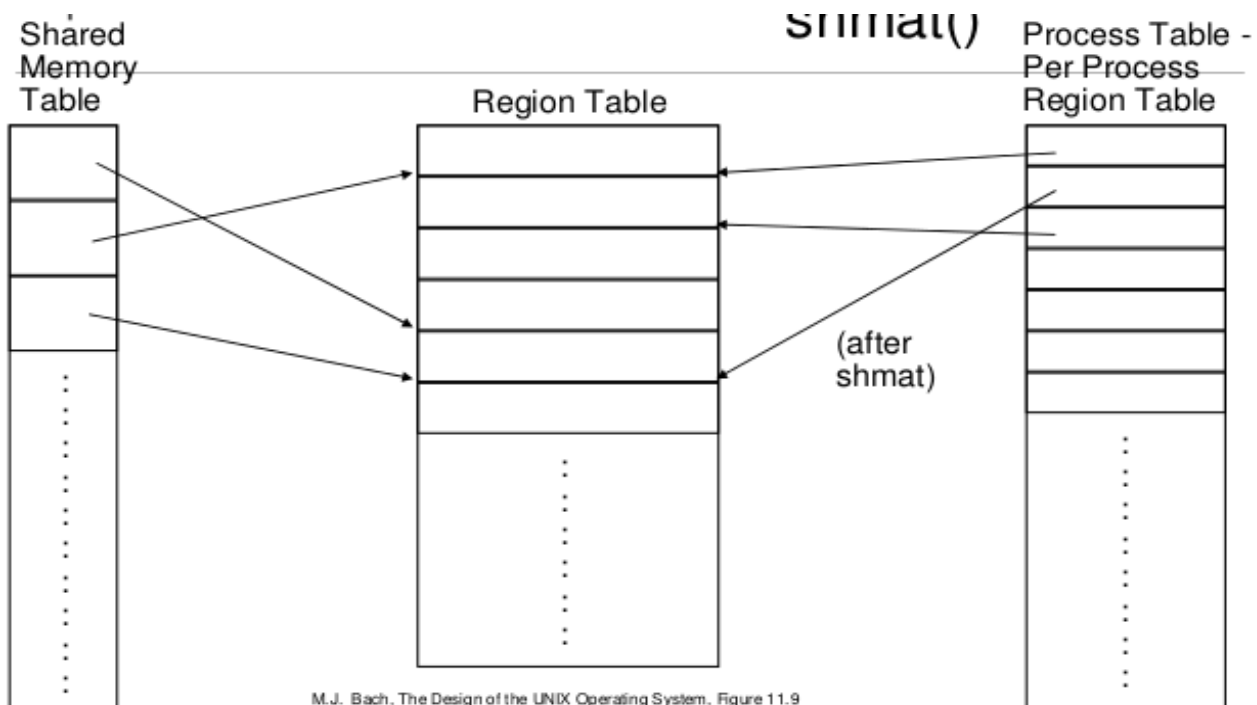 shmat()
Shared
Memory
Table
Region Table
Process Table -
Per Process
Region Table
(after
shmat)
M.J. Bach, The Design of the UNIX Operating System, Figure 11.9